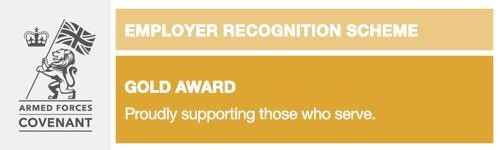 ARMED FORCES
COVENANT
EMPLOYER RECOGNITION SCHEME
GOLD AWARD
Proudly supporting those who serve.